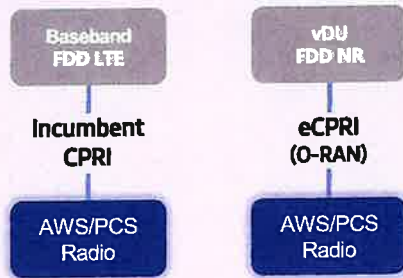 Baseband
FDD LTE
Incumbent
CPRI
AWS/PCS
Radio
vDU
FDD NR
eCPRI
(O-RAN)
AWS/PCS
Radio